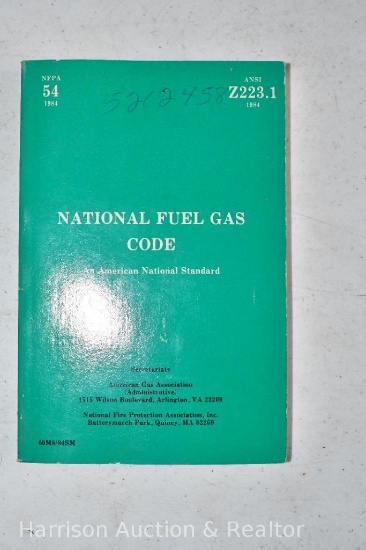 NFPA
54
1984
ANSI
Z223.1
1984
5212458
NATIONAL FUEL GAS
CODE
An American National Standard
Secretariats
American Gas Association
(Administrative)
1515 Wilson Boulevard, Arlington, VA 22209
National Fire Protection Association, Inc.
Batterymarch Park, Quincy, MA 02269
60M8/84SM
Harrison Auction & Realtor